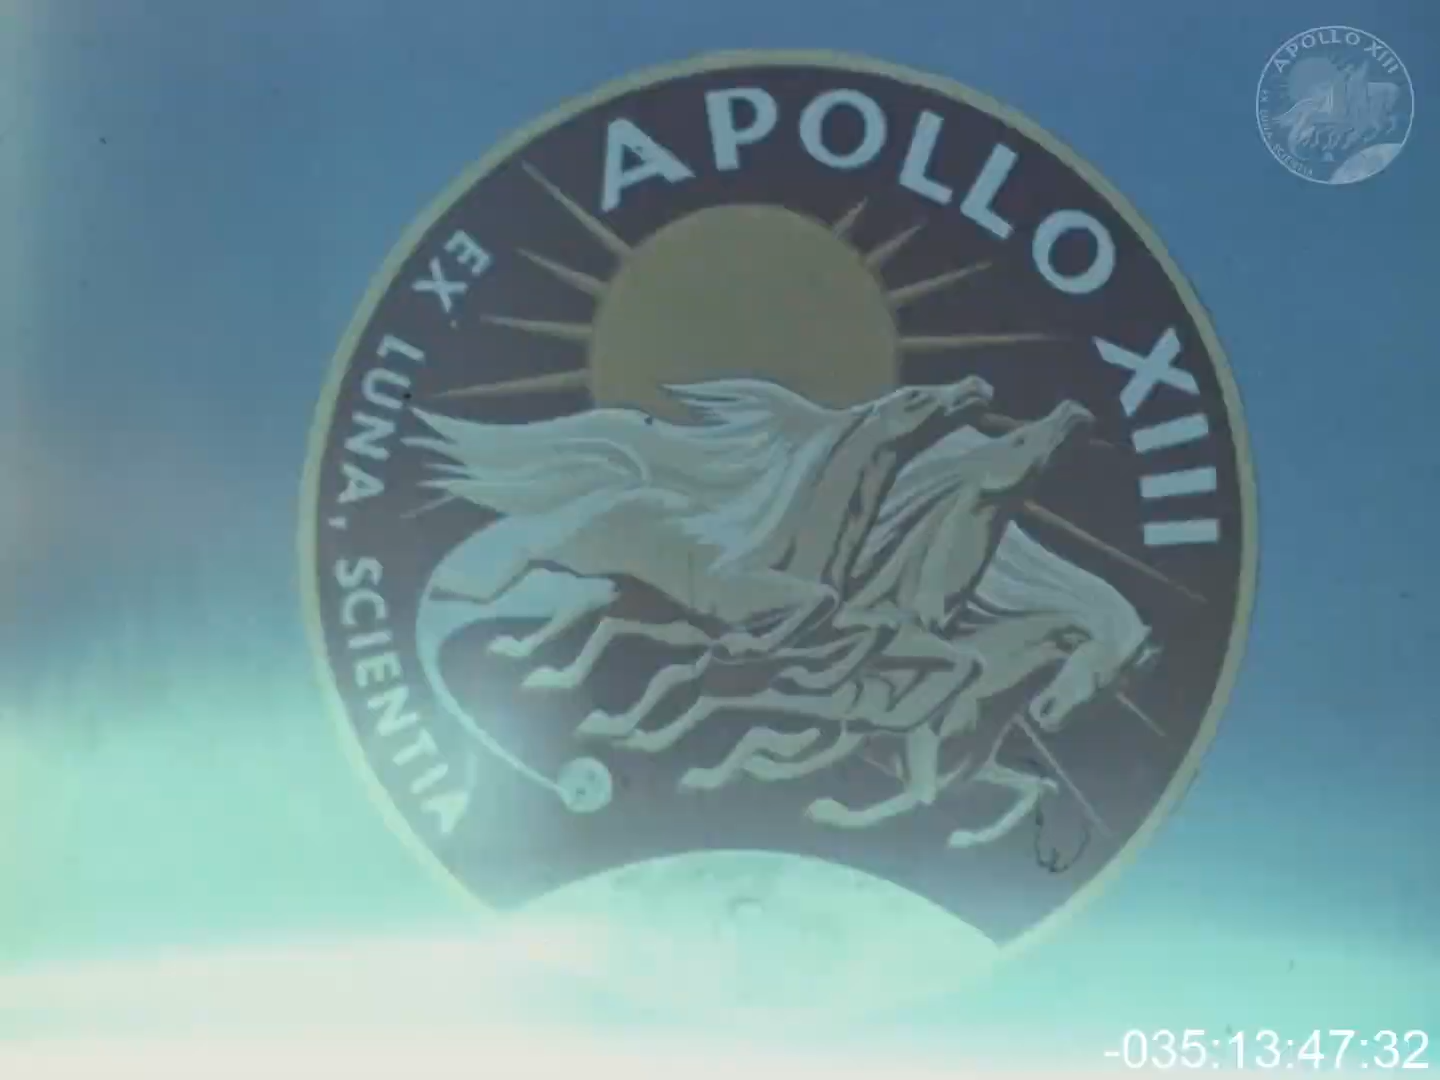 APOLLO XIII
EX LUNA, SCIENTIA
APOLLO XIII
EX LUNA, SCIENTIA
-035:13:47:32